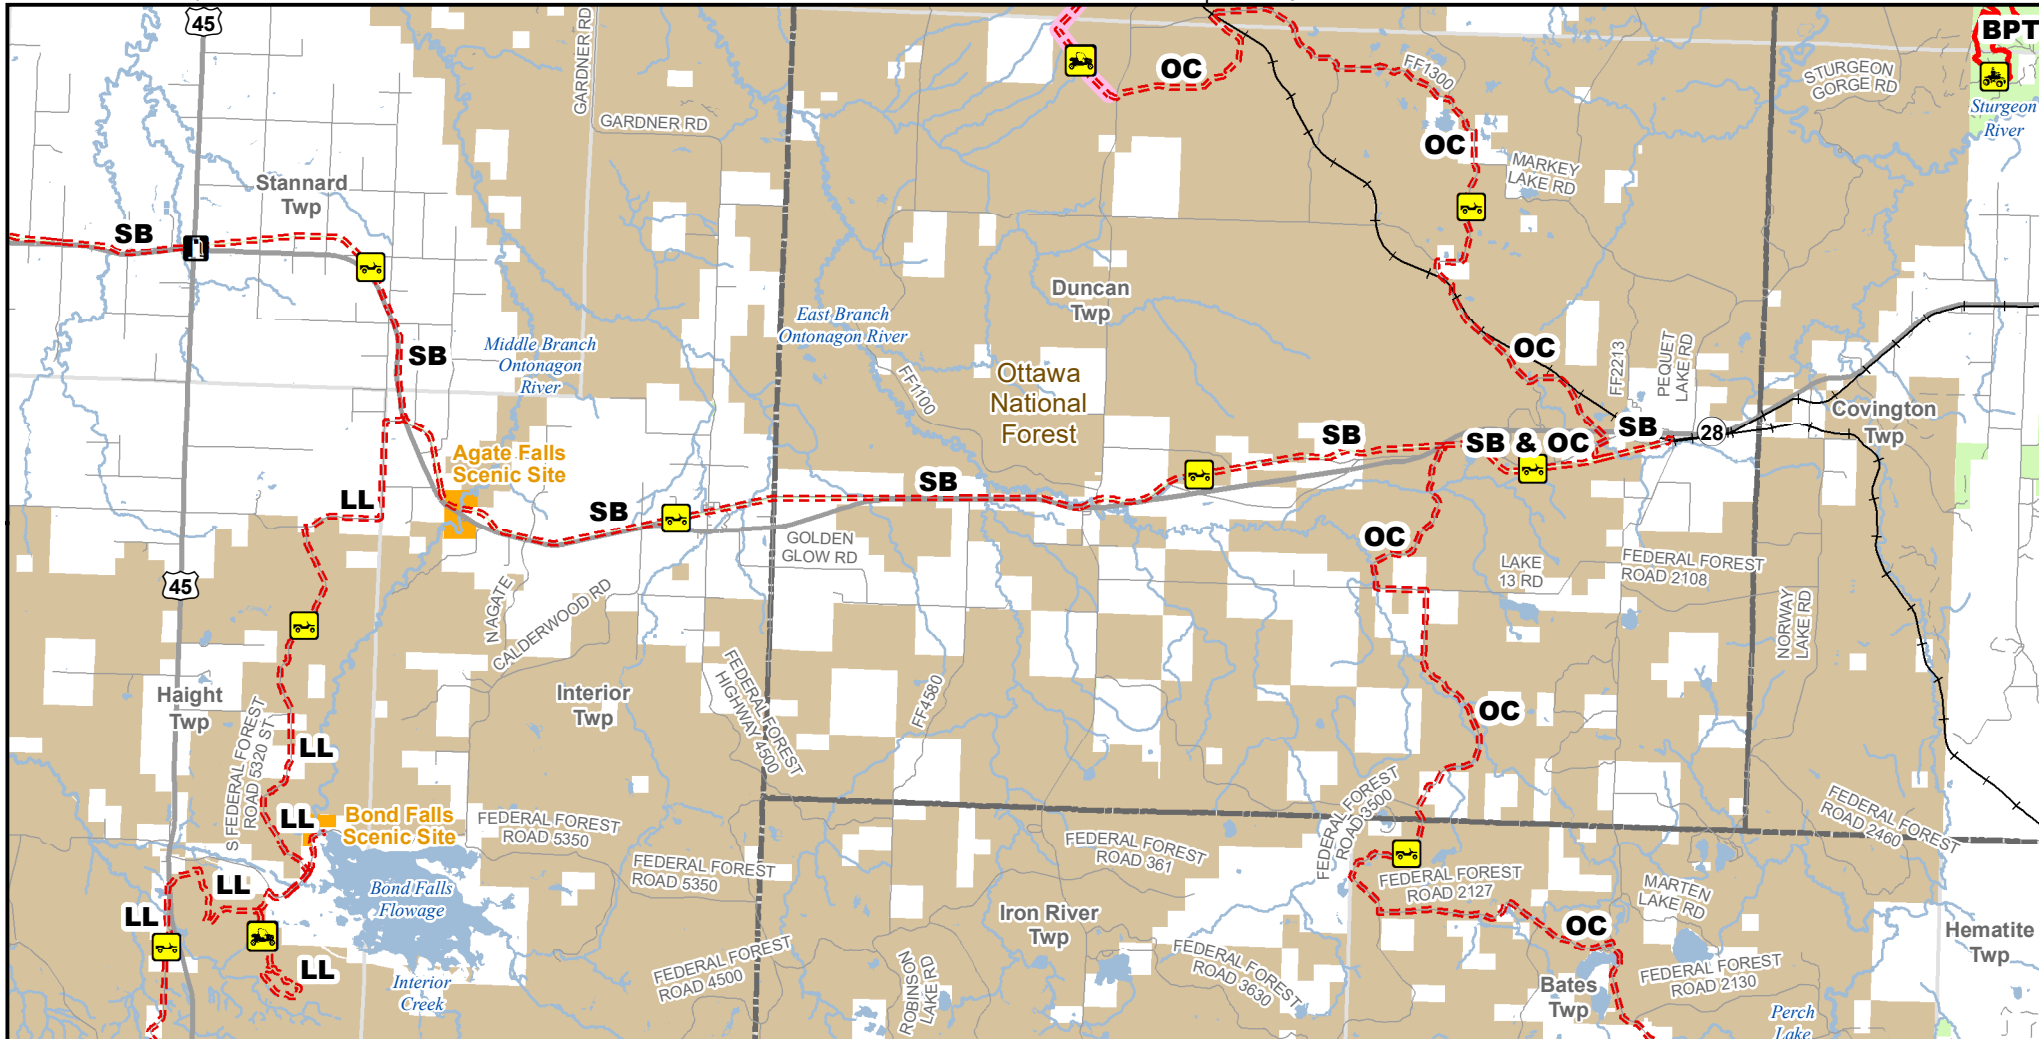 45
GARDNER RD
GARDNER RD
OC
FF1300
STURGEON
GORGE RD
BPT
Sturgeon
River
OC
MARKEY
LAKE RD
Stannard
Twp
SB
Duncan
Twp
East Branch
Ontonagon River
Middle Branch
Ontonagon
River
SB
FF1100
Ottawa
National
Forest
OC
FF2213
PEQUET
LAKE RD
Covington
Twp
28
SB
SB
SB & OC
Agate Falls
Scenic Site
LL
SB
SB
GOLDEN
GLOW RD
OC
LAKE
13 RD
FEDERAL FOREST
ROAD 2108
45
N AGATE
CALDERWOOD RD
NORWAY
LAKE RD
Haight
Twp
Interior
Twp
FEDERAL FOREST
HIGHWAY 4500
FF4580
OC
S FEDERAL FOREST
ROAD 5320 ST
LL
LL
Bond Falls
Scenic Site
FEDERAL FOREST
ROAD 5350
FEDERAL FOREST
ROAD 5350
FEDERAL FOREST
ROAD 361
FEDERAL FOREST
ROAD 3500
FEDERAL FOREST
ROAD 2460
FEDERAL FOREST
ROAD 2127
MARTEN
LAKE RD
LL
Bond Falls
Flowage
LL
Iron River
Twp
OC
Hematite
Twp
LL
Interior
Creek
FEDERAL FOREST
ROAD 4500
ROBINSON
LAKE RD
FEDERAL FOREST
ROAD 3630
Bates
Twp
FEDERAL FOREST
ROAD 2130
Perch
Lake